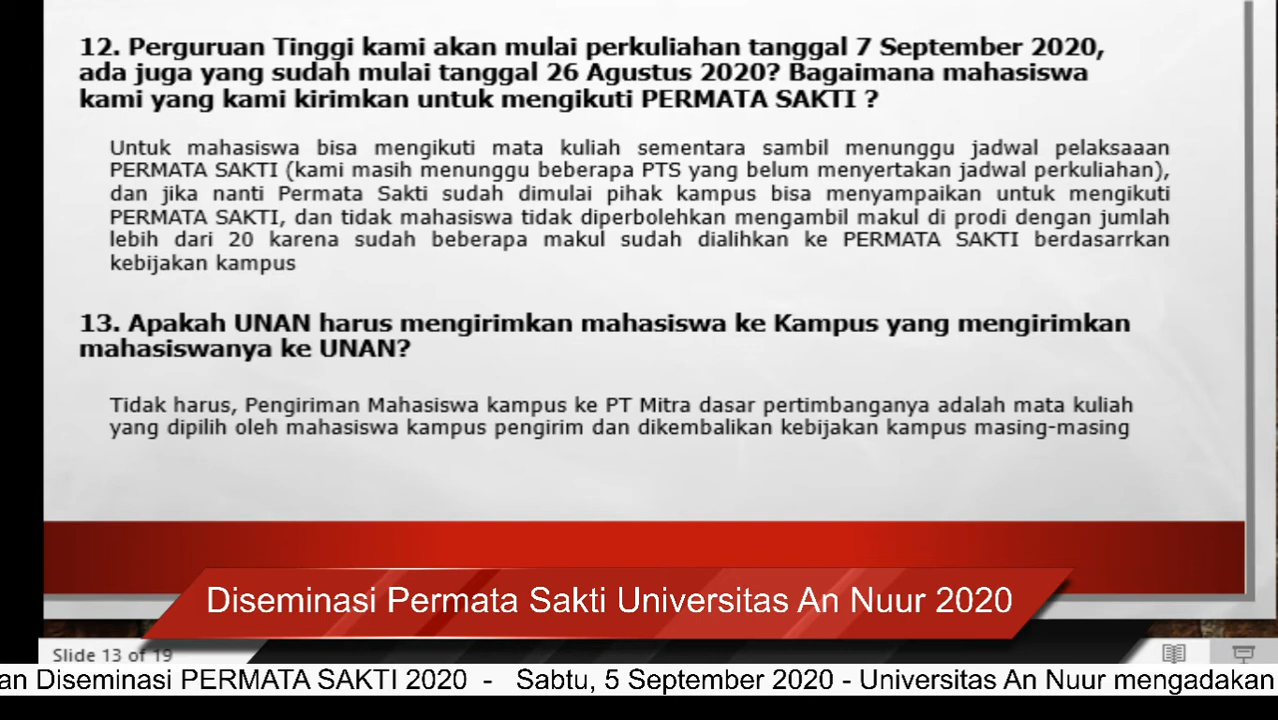 12. Perguruan Tinggi kami akan mulai perkuliahan tanggal 7 September 2020,
ada juga yang sudah mulai tanggal 26 Agustus 2020? Bagaimana mahasiswa
kami yang kami kirimkan untuk mengikuti PERMATA SAKTI ?
Untuk mahasiswa bisa mengikuti mata kuliah sementara sambil menunggu jadwal pelaksaaan
PERMATA SAKTI (kami masih menunggu beberapa PTS yang belum menyertakan jadwal perkuliahan),
dan jika nanti Permata Sakti sudah dimulai pihak kampus bisa menyampaikan untuk mengikuti
PERMATA SAKTI, dan tidak mahasiswa tidak diperbolehkan mengambil makul di prodi dengan jumlah
lebih dari 20 karena sudah beberapa makul sudah dialihkan ke PERMATA SAKTI berdasarrkan
kebijakan kampus
13. Apakah UNAN harus mengirimkan mahasiswa ke Kampus yang mengirimkan
mahasiswanya ke UNAN?
Tidak harus, Pengiriman Mahasiswa kampus ke PT Mitra dasar pertimbanganya adalah mata kuliah
yang dipilih oleh mahasiswa kampus pengirim dan dikembalikan kebijakan kampus masing-masing
Diseminasi Permata Sakti Universitas An Nuur 2020
Slide 13 of 19
an Diseminasi PERMATA SAKTI 2020 - Sabtu, 5 September 2020 - Universitas An Nuur mengadakan